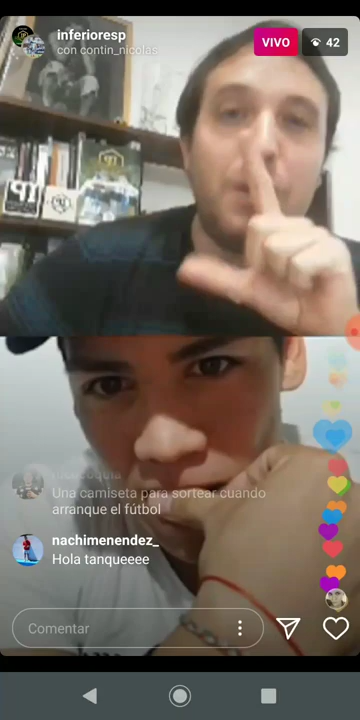 inferioresp
con contin_nicolas
VIVO
42
Una camiseta para sortear cuando
arranque el fútbol
nachimenendez_
Hola tanqueeee
Comentar